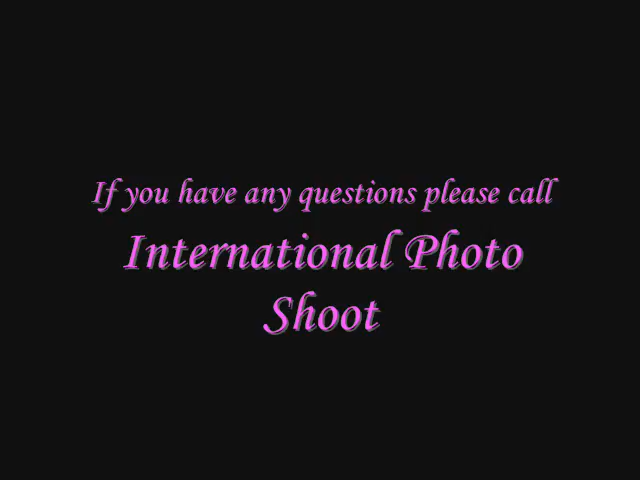 If you have any questions please call
International Photo
Shoot